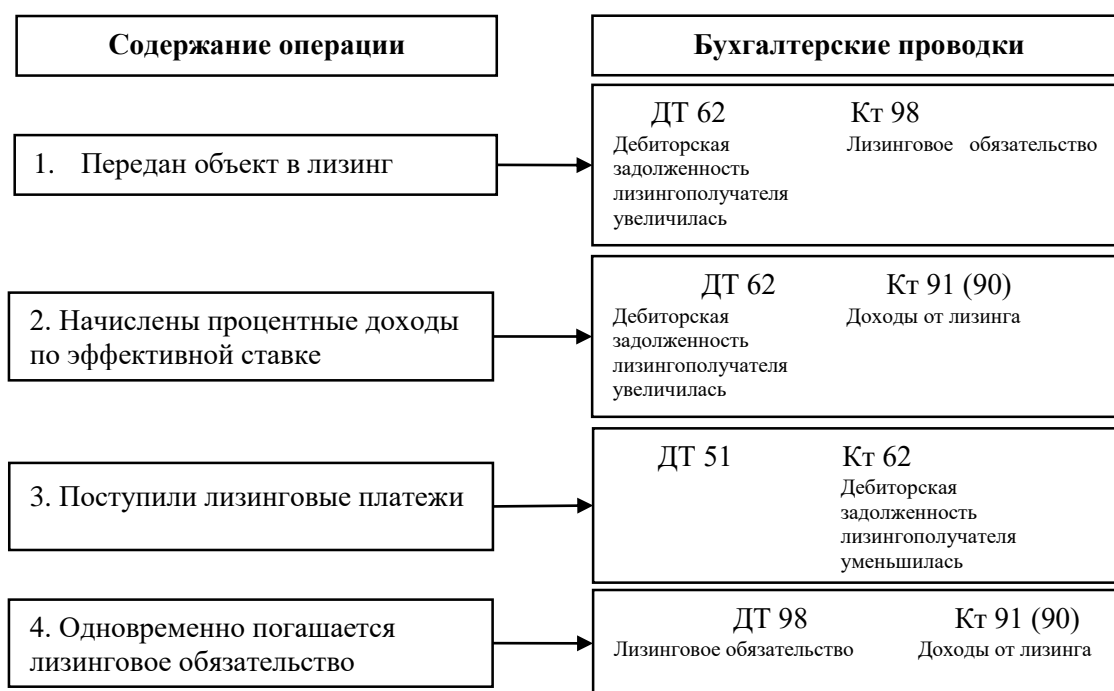 Содержание операции
Бухгалтерские проводки
1. Передан объект в лизинг
ДТ 62 Кт 98
Дебиторская Лизинговое обязательство
задолженность
лизингополучателя
увеличилась
2. Начислены процентные доходы
по эффективной ставке
ДТ 62 Кт 91 (90)
Дебиторская Доходы от лизинга
задолженность
лизингополучателя
увеличилась
3. Поступили лизинговые платежи
ДТ 51 Кт 62
Дебиторская
задолженность
лизингополучателя
уменьшилась
4. Одновременно погашается
лизинговое обязательство
ДТ 98 Кт 91 (90)
Лизинговое обязательство Доходы от лизинга